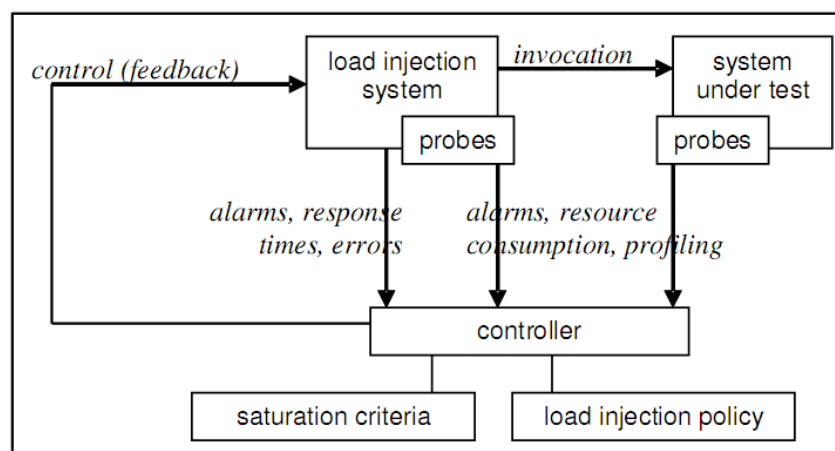 control (feedback)
load injection
system
invocation
system
under test
probes
probes
alarms, response
times, errors
alarms, resource
consumption, profiling
controller
saturation criteria
load injection policy